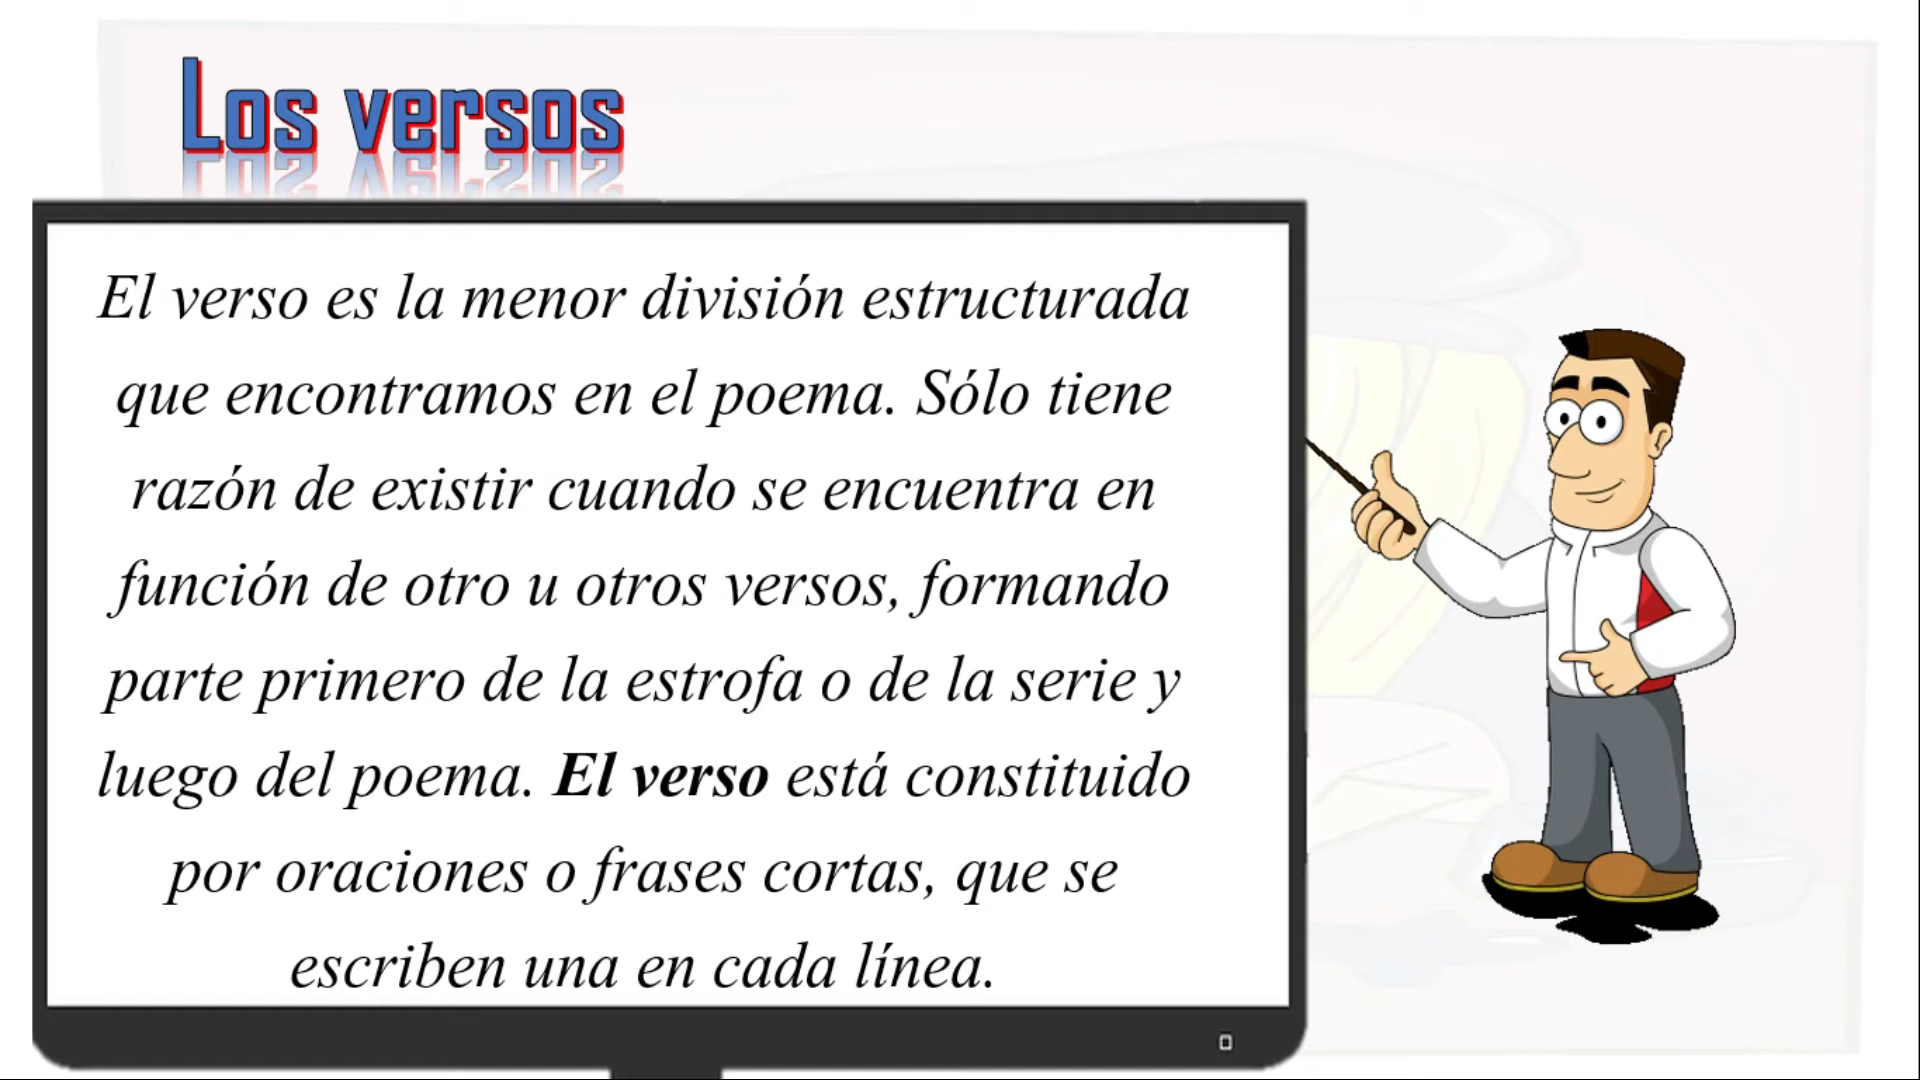 Los versos
El verso es la menor división estructurada
que encontramos en el poema. Sólo tiene
razón de existir cuando se encuentra en
función de otro u otros versos, formando
parte primero de la estrofa o de la serie y
luego del poema. El verso está constituido
por oraciones o frases cortas, que se
escriben una en cada línea.